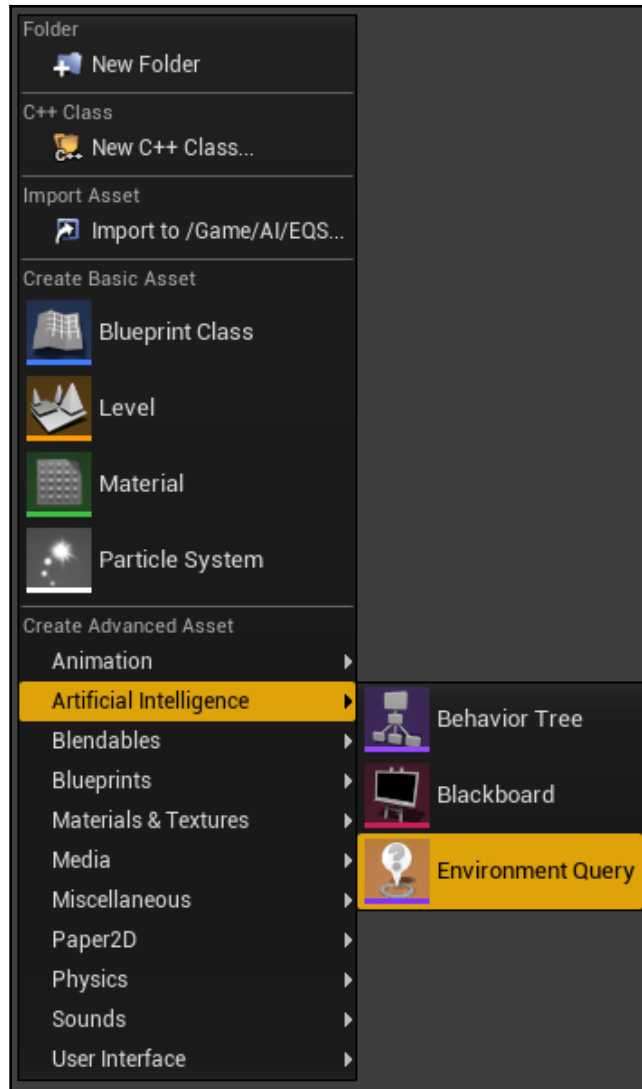 Folder
New Folder
C++ Class
C++
New C++ Class...
Import Asset
Import to /Game/AI/EQS...
Create Basic Asset
Blueprint Class
Level
Material
Particle System
Create Advanced Asset
Animation
Artificial Intelligence
Behavior Tree
Blendables
Blueprints
Blackboard
Materials & Textures
Media
?
Environment Query
Miscellaneous
Paper2D
Physics
Sounds
User Interface